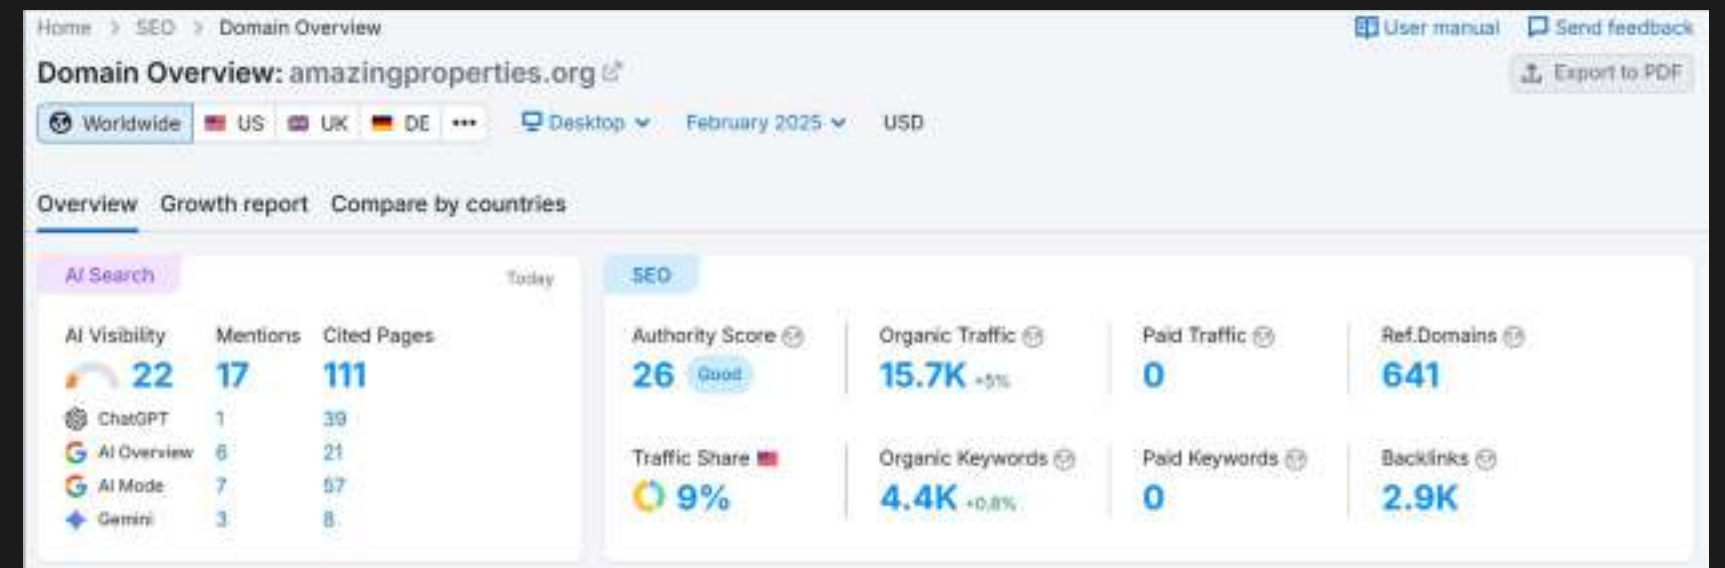 Home > SEO > Domain Overview
User manual
Send feedback
Domain Overview: amazingproperties.org
Export to PDF
Worldwide US UK DE ••• Desktop February 2025 USD
Overview Growth report Compare by countries
AI Search
Today
AI Visibility Mentions Cited Pages
22 17 111
ChatGPT 1 39
AI Overview 6 21
AI Mode 7 57
Gemini 3 8
SEO
Authority Score Organic Traffic Paid Traffic Ref.Domains
26 Good 15.7K +5% 0 641
Traffic Share Organic Keywords Paid Keywords Backlinks
9% 4.4K +0.8% 0 2.9K